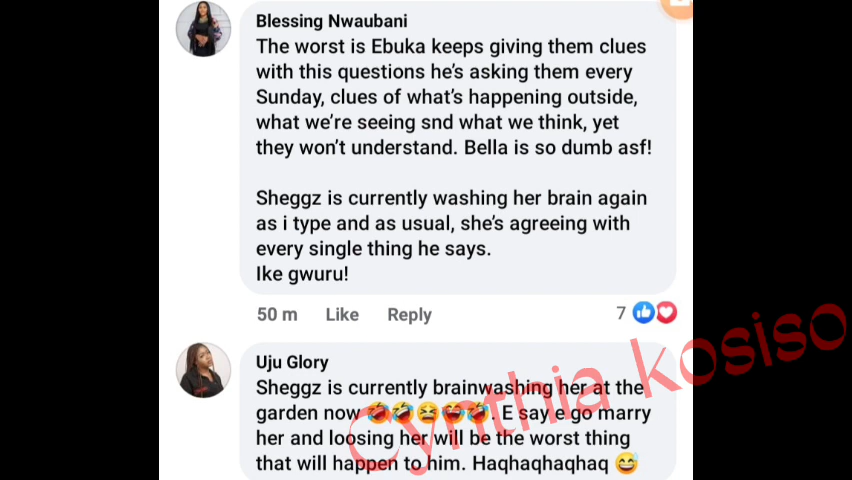 Blessing Nwaubani
The worst is Ebuka keeps giving them clues
with this questions he's asking them every
Sunday, clues of what's happening outside,
what we're seeing snd what we think, yet
they won't understand. Bella is so dumb asf!
Sheggz is currently washing her brain again
as i type and as usual, she's agreeing with
every single thing he says.
Ike gwuru!
50 m Like Reply 7
Uju Glory
Sheggz is currently brainwashing her at the
garden now 🤣🤣😆🤣🤣. E say e go marry
her and loosing her will be the worst thing
that will happen to him. Haqhaqhaqhaq 😅
Cynthia kosiso